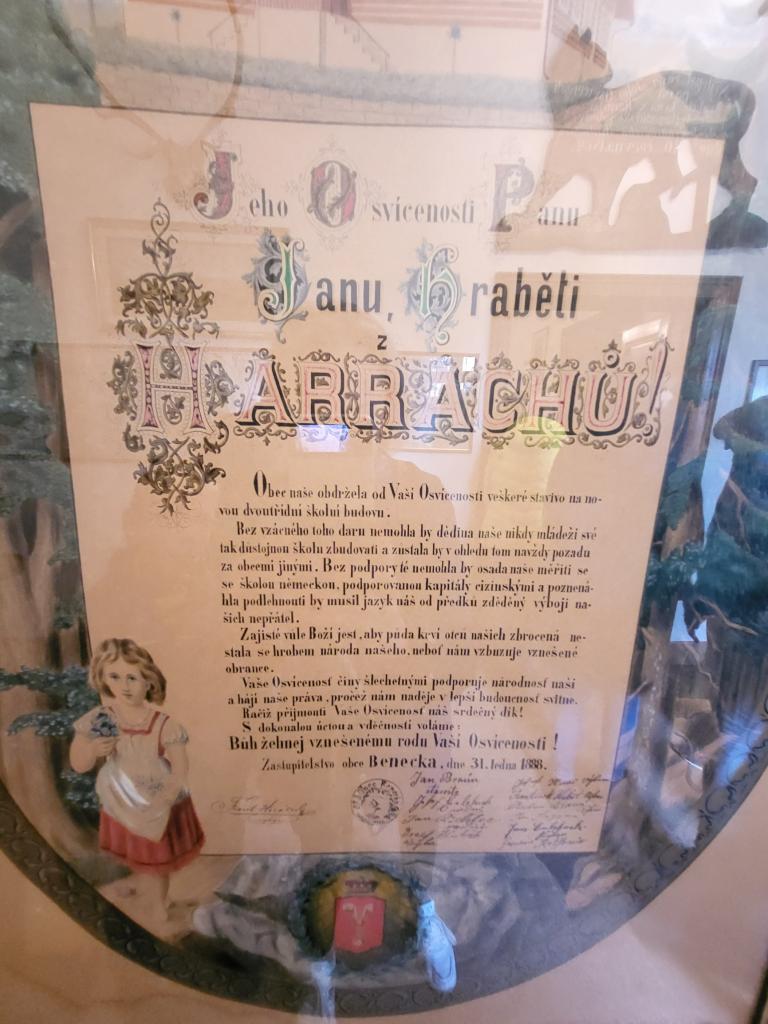 Jeho Osvícenosti Panu
Janu, Hraběti
z
HARRACHŮ!
Obec naše obdržela od Vaší Osvícenosti veškeré stavivo na no-
vou dvoutřídní školní budovu.
Bez vzácného toho daru nemohla by dědina naše nikdy mládeži své
tak důstojnou školu zbudovati a zůstala by v ohledu tom navždy pozadu
za obcemi jinými. Bez podpory té nemohla by osada naše měřiti se
se školou německou, podporovanou kapitály cizinskými a poznená-
hla podlehnouti by musil jazyk náš od předků zděděný výboji na-
šich nepřátel.
Zajisté vůle Boží jest, aby půda krví otců našich zbrocená ne-
stala se hrobem národa našeho, neboť nám vzbuzuje vznešené
obrance.
Vaše Osvícenosť činy šlechetnými podporuje národnosť naši
a hájí naše práva, pročež nám naděje v lepší budoucnosť svitne.
Račiž přijmouti Vaše Osvícenosť náš srdečný dík!
S dokonalou úctou a vděčností voláme:
Bůh žehnej vznešenému rodu Vaší Osvícenosti!
Zastupitelstvo obce Benecka, dne 31. ledna 1888.
Jan Braun